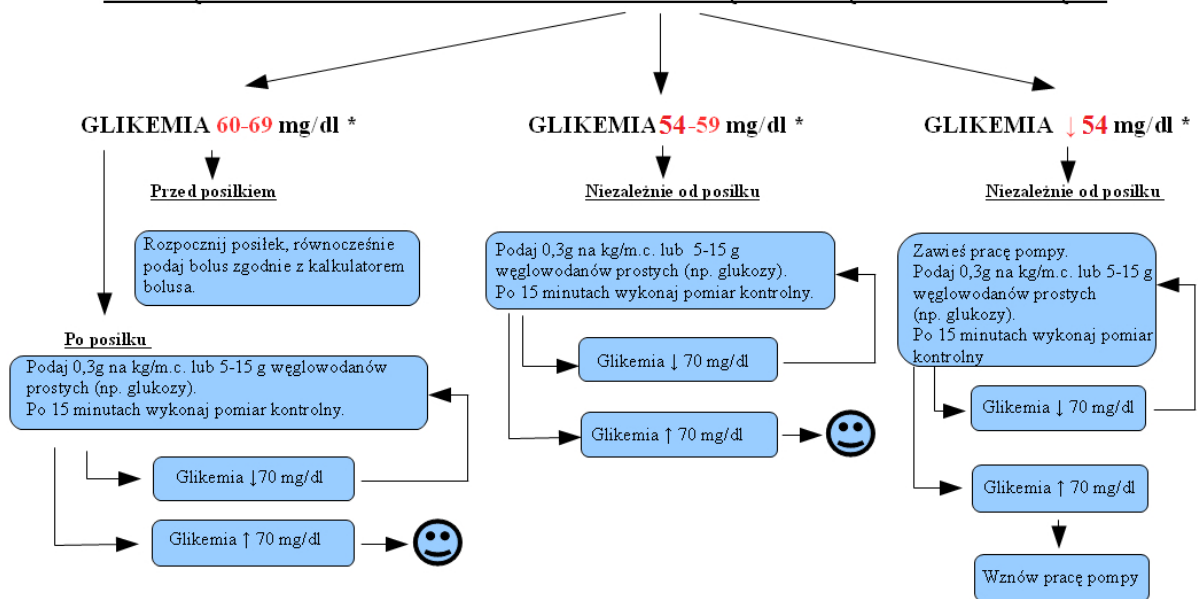 GLIKEMIA 60-69 mg/dl *
Przed posiłkiem
Rozpocznij posiłek, równocześnie
podaj bolus zgodnie z kalkulatorem
bolusa.
Po posiłku
Podaj 0,3g na kg/m.c. lub 5-15 g węglowodanów
prostych (np. glukozy).
Po 15 minutach wykonaj pomiar kontrolny.
Glikemia ↓70 mg/dl
Glikemia ↑ 70 mg/dl
GLIKEMIA 54-59 mg/dl *
Niezależnie od posiłku
Podaj 0,3g na kg/m.c. lub 5-15 g
węglowodanów prostych (np. glukozy).
Po 15 minutach wykonaj pomiar kontrolny.
Glikemia ↓ 70 mg/dl
Glikemia ↑ 70 mg/dl
GLIKEMIA ↓ 54 mg/dl *
Niezależnie od posiłku
Zawieś pracę pompy.
Podaj 0,3g na kg/m.c. lub 5-15 g
węglowodanów prostych
(np. glukozy).
Po 15 minutach wykonaj pomiar
kontrolny
Glikemia ↓ 70 mg/dl
Glikemia ↑ 70 mg/dl
Wznów pracę pompy